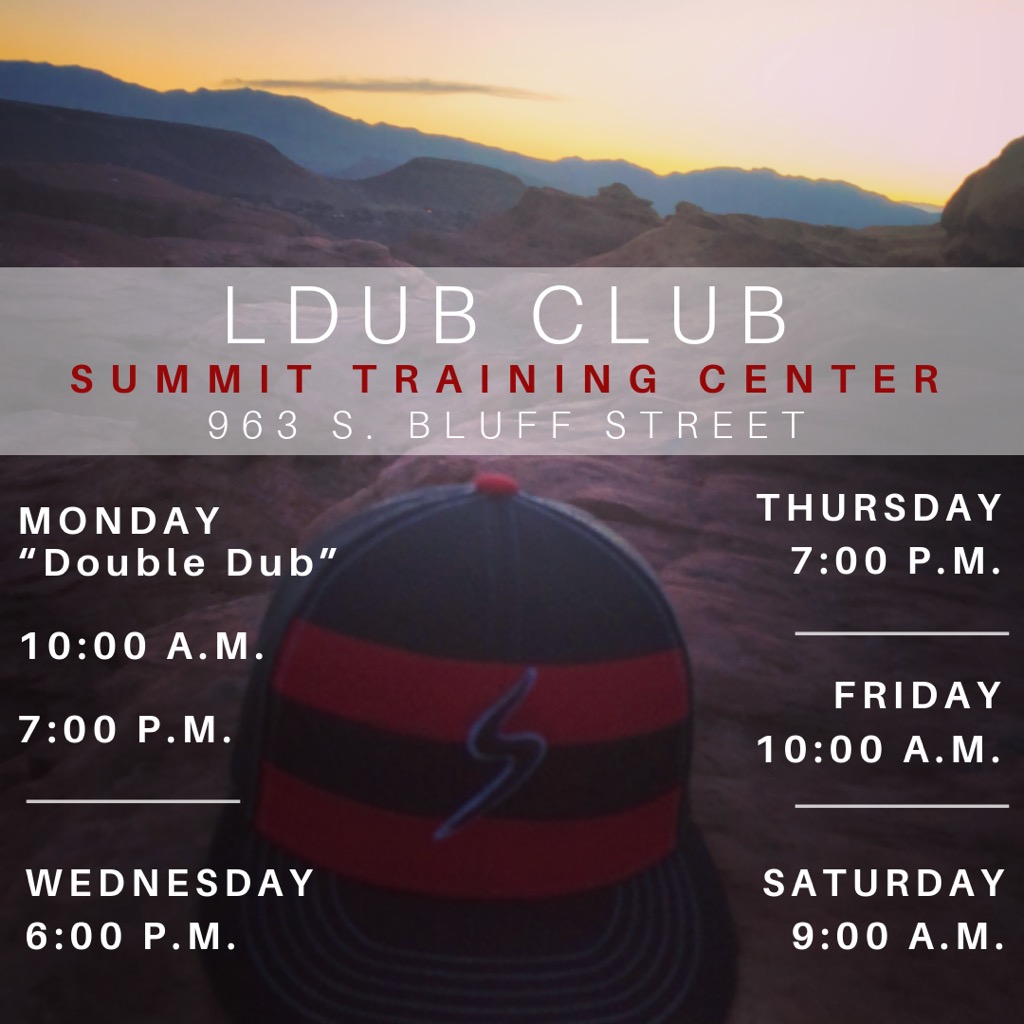 LDUB CLUB
SUMMIT TRAINING CENTER
963 S. BLUFF STREET
MONDAY
“Double Dub”
10:00 A.M.
7:00 P.M.
WEDNESDAY
6:00 P.M.
THURSDAY
7:00 P.M.
FRIDAY
10:00 A.M.
SATURDAY
9:00 A.M.